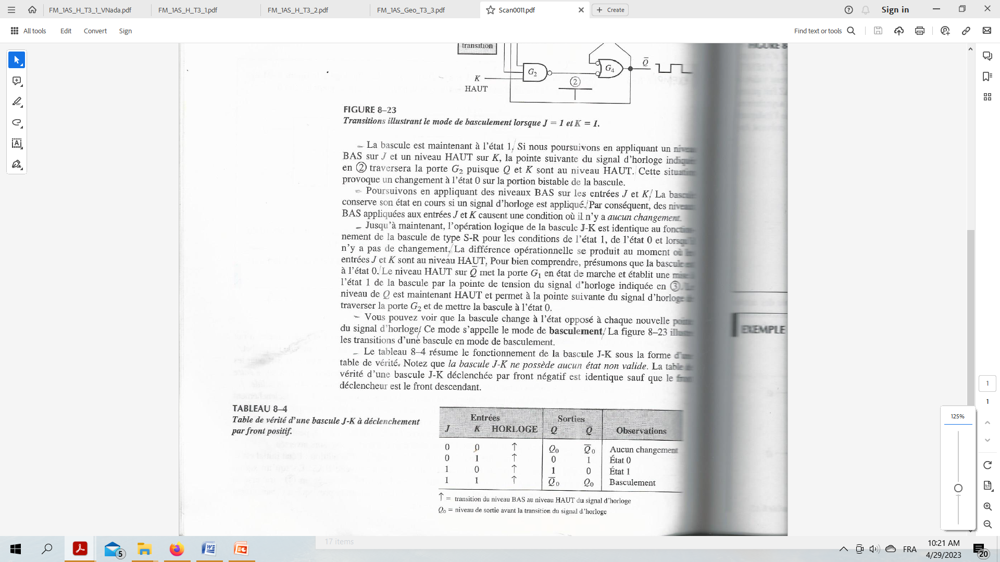 FM_1AS_H_T3_1_VNada.pdf
FM_1AS_H_T3_1.pdf
FM_1AS_H_T3_2.pdf
FM_1AS_Geo_T3_3.pdf
Scan0011.pdf
Create
Sign in
All tools
Edit
Convert
Sign
Find text or tools
transition
G2
G4
Q̄
K
HAUT
②
FIGURE 8–23
Transitions illustrant le mode de basculement lorsque J = 1 et K = 1.
La bascule est maintenant à l'état 1. Si nous poursuivons en appliquant un niveau
BAS sur J et un niveau HAUT sur K, la pointe suivante du signal d'horloge indiquée
en ② traversera la porte G2 puisque Q et K sont au niveau HAUT. Cette situation
provoque un changement à l'état 0 sur la portion bistable de la bascule.
Poursuivons en appliquant des niveaux BAS sur les entrées J et K. La bascule
conserve son état en cours si un signal d'horloge est appliqué. Par conséquent, des niveaux
BAS appliquées aux entrées J et K causent une condition où il n'y a aucun changement.
Jusqu'à maintenant, l'opération logique de la bascule J-K est identique au fonction-
nement de la bascule de type S-R pour les conditions de l'état 1, de l'état 0 et lorsqu'il
n'y a pas de changement. La différence opérationnelle se produit au moment où les
entrées J et K sont au niveau HAUT, Pour bien comprendre, présumons que la bascule est
à l'état 0. Le niveau HAUT sur Q̄ met la porte G1 en état de marche et établit une mise à
l'état 1 de la bascule par la pointe de tension du signal d'horloge indiquée en ③. Le
niveau de Q est maintenant HAUT et permet à la pointe suivante du signal d'horloge de
traverser la porte G2 et de mettre la bascule à l'état 0.
Vous pouvez voir que la bascule change à l'état opposé à chaque nouvelle pointe
du signal d'horloge. Ce mode s'appelle le mode de basculement. La figure 8–23 illustre
les transitions d'une bascule en mode de basculement.
Le tableau 8–4 résume le fonctionnement de la bascule J-K sous la forme d'une
table de vérité. Notez que la bascule J-K ne possède aucun état non valide. La table de
vérité d'une bascule J-K déclenchée par front négatif est identique sauf que le front
déclencheur est le front descendant.
EXEMPLE
TABLEAU 8–4
Table de vérité d'une bascule J-K à déclenchement
par front positif.
Entrées Sorties
J K HORLOGE Q Q̄ Observations
0 0 ↑ Q0 Q̄0 Aucun changement
0 1 ↑ 0 1 État 0
1 0 ↑ 1 0 État 1
1 1 ↑ Q̄0 Q0 Basculement
↑ = transition du niveau BAS au niveau HAUT du signal d'horloge
Q0 = niveau de sortie avant la transition du signal d'horloge
1
1
125%
17 items
5
FRA
10:21 AM
4/29/2023
20